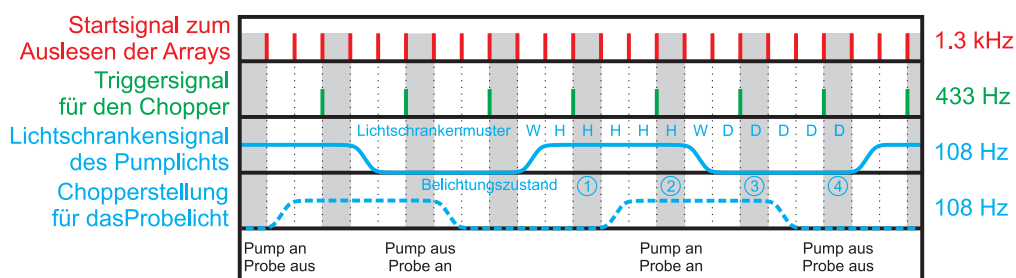 Startsignal zum
Auslesen der Arrays
1.3 kHz
Triggersignal
für den Chopper
433 Hz
Lichtschrankensignal
des Pumplichts
Lichtschrankenmuster W H H H H H W D D D D D
108 Hz
Chopperstellung
für dasProbelicht
Belichtungszustand 1 2 3 4
108 Hz
Pump an
Probe aus
Pump aus
Probe an
Pump an
Probe an
Pump aus
Probe aus